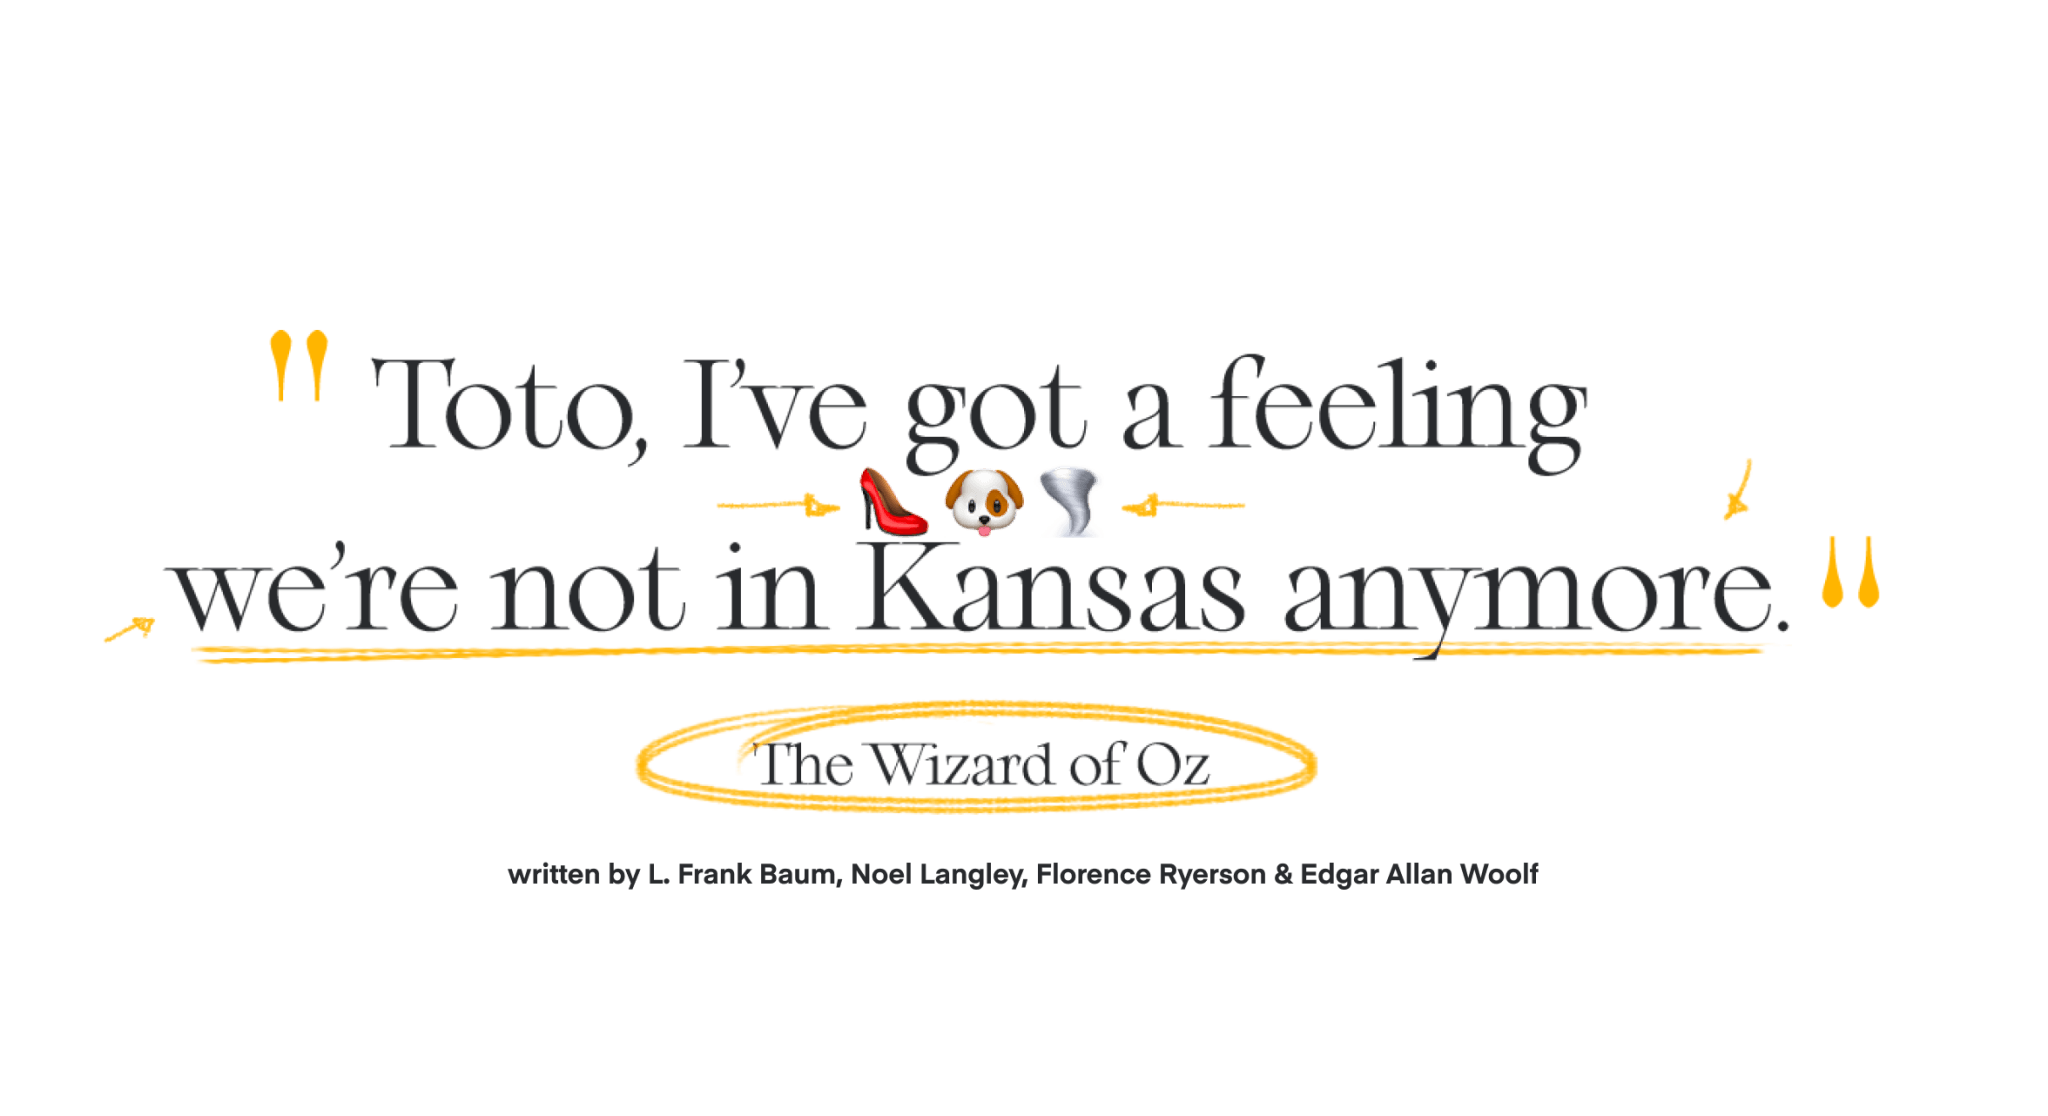 "Toto, I’ve got a feeling
we’re not in Kansas anymore."
The Wizard of Oz
written by L. Frank Baum, Noel Langley, Florence Ryerson & Edgar Allan Woolf